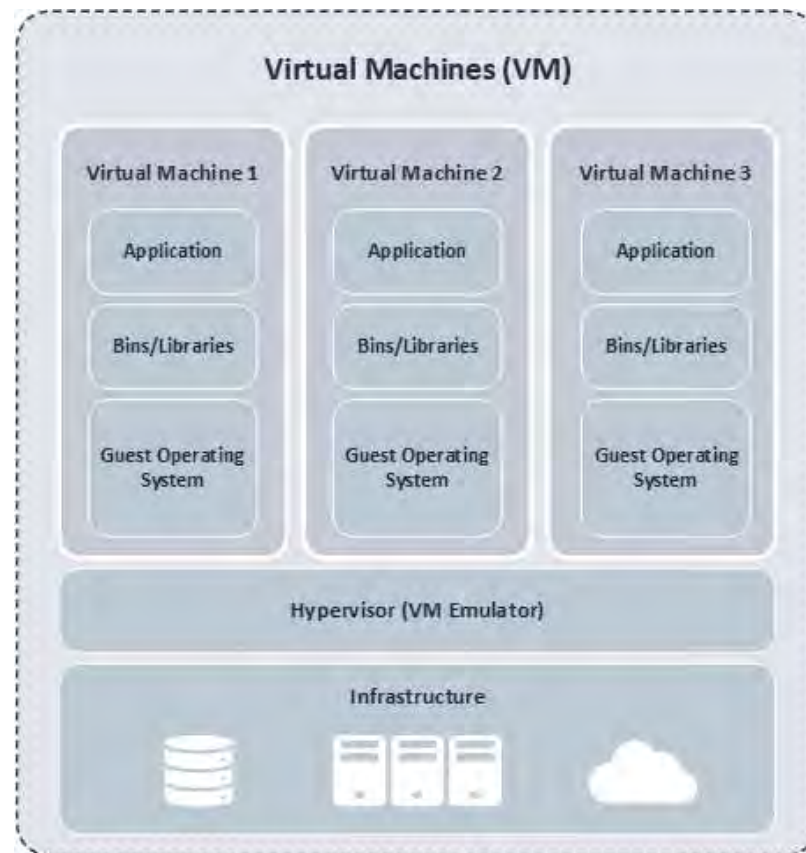 Virtual Machines (VM)
Virtual Machine 1
Application
Bins/Libraries
Guest Operating
System
Virtual Machine 2
Application
Bins/Libraries
Guest Operating
System
Virtual Machine 3
Application
Bins/Libraries
Guest Operating
System
Hypervisor (VM Emulator)
Infrastructure